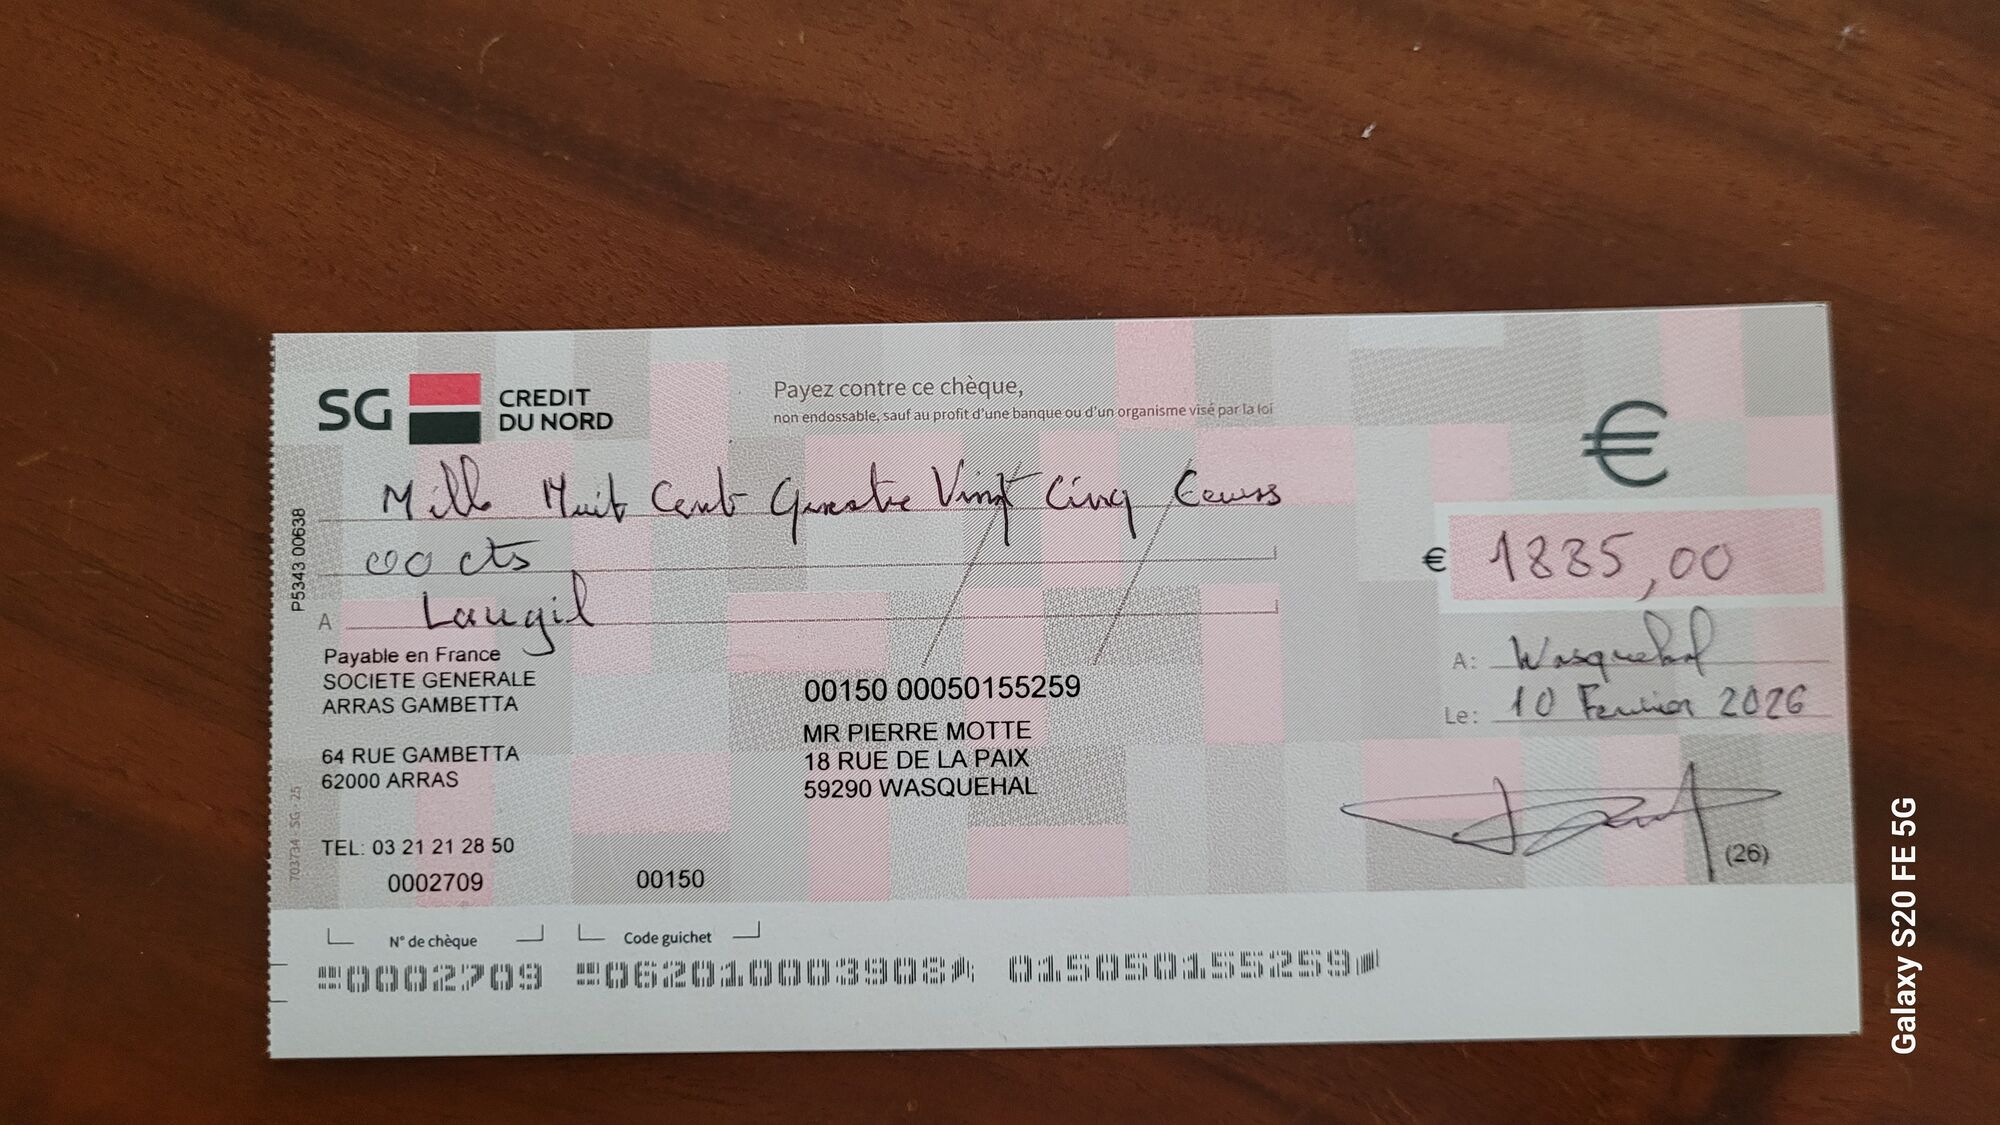 SG CREDIT
DU NORD
Payez contre ce chèque,
non endossable, sauf au profit d'une banque ou d'un organisme visé par la loi
€
Mille Huit Cent Quatre Vingt Cinq Euros
00 cts
€ 1885,00
A Laugil
P5343 00638
Payable en France
SOCIETE GENERALE
ARRAS GAMBETTA
64 RUE GAMBETTA
62000 ARRAS
TEL: 03 21 21 28 50
00150 00050155259
MR PIERRE MOTTE
18 RUE DE LA PAIX
59290 WASQUEHAL
A: Wasquehal
Le: 10 Fevrier 2026
(26)
703734 - SG - 25
0002709 00150
N° de chèque Code guichet
0002709 062010003908 015050155259
Galaxy S20 FE 5G